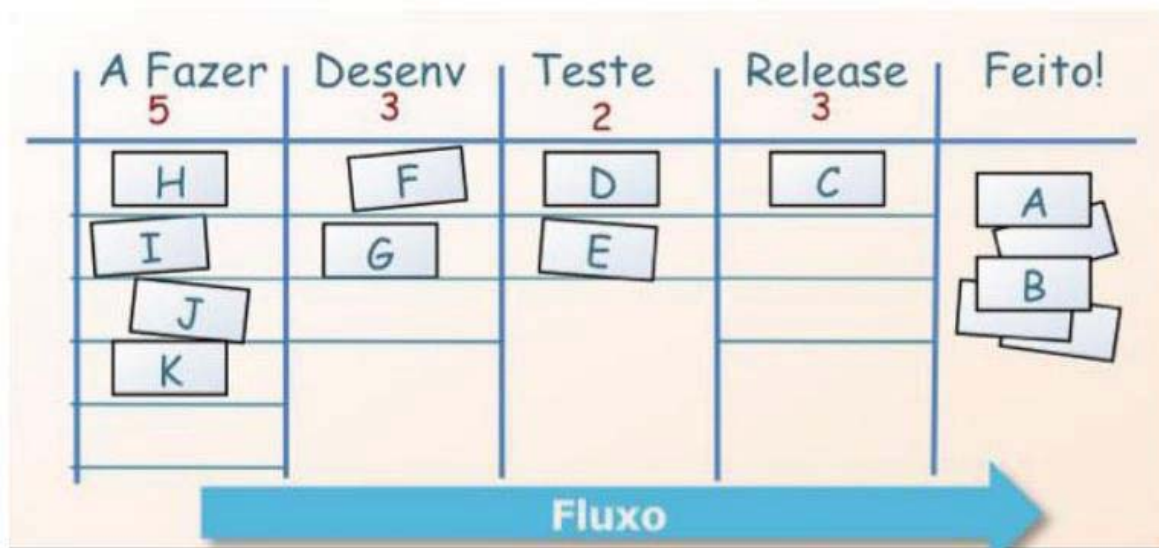 A Fazer Desenv Teste Release Feito!
5 3 2 3
H F D C A
I G E B
J
K
Fluxo